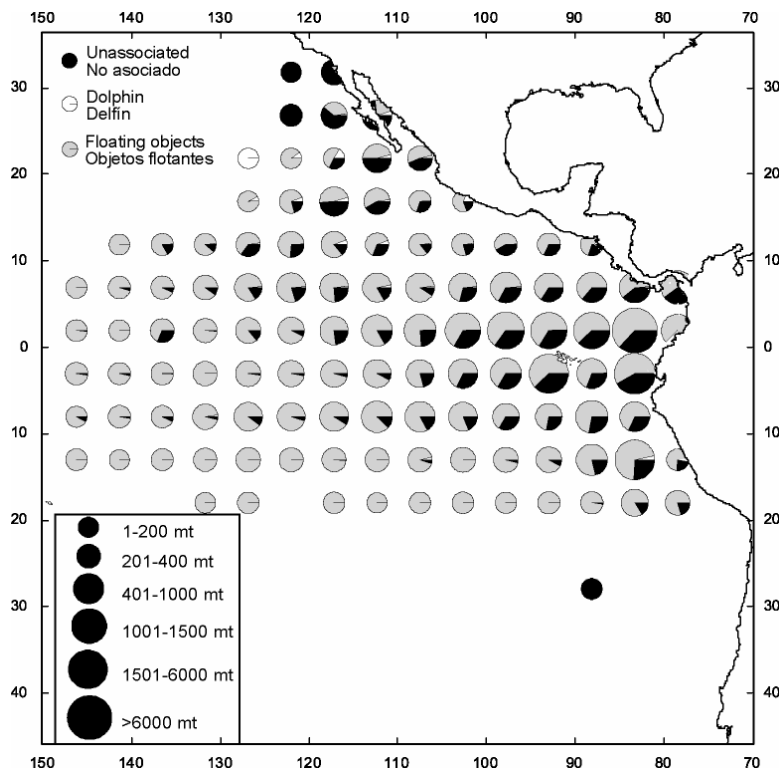 150 140 130 120 110 100 90 80 70
Unassociated
No asociado
Dolphin
Delfín
Floating objects
Objetos flotantes
30 30
20
10 10
0 0
10 10
20 20
1-200 mt
201-400 mt
401-1000 mt
1001-1500 mt
1501-6000 mt
>6000 mt
30 30
40 40
150 140 130 120 110 100 90 80 70